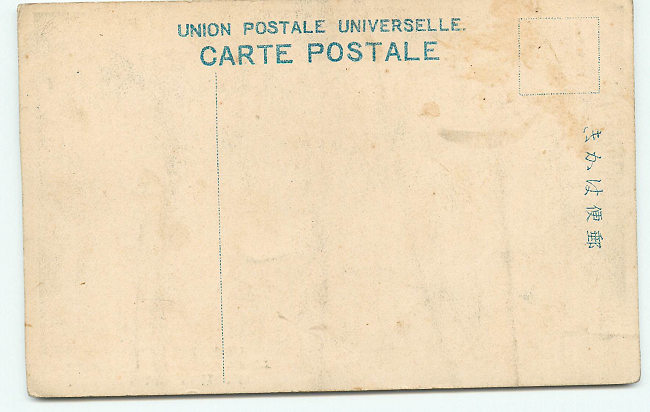 UNION POSTALE UNIVERSELLE.
CARTE POSTALE
郵便はかき